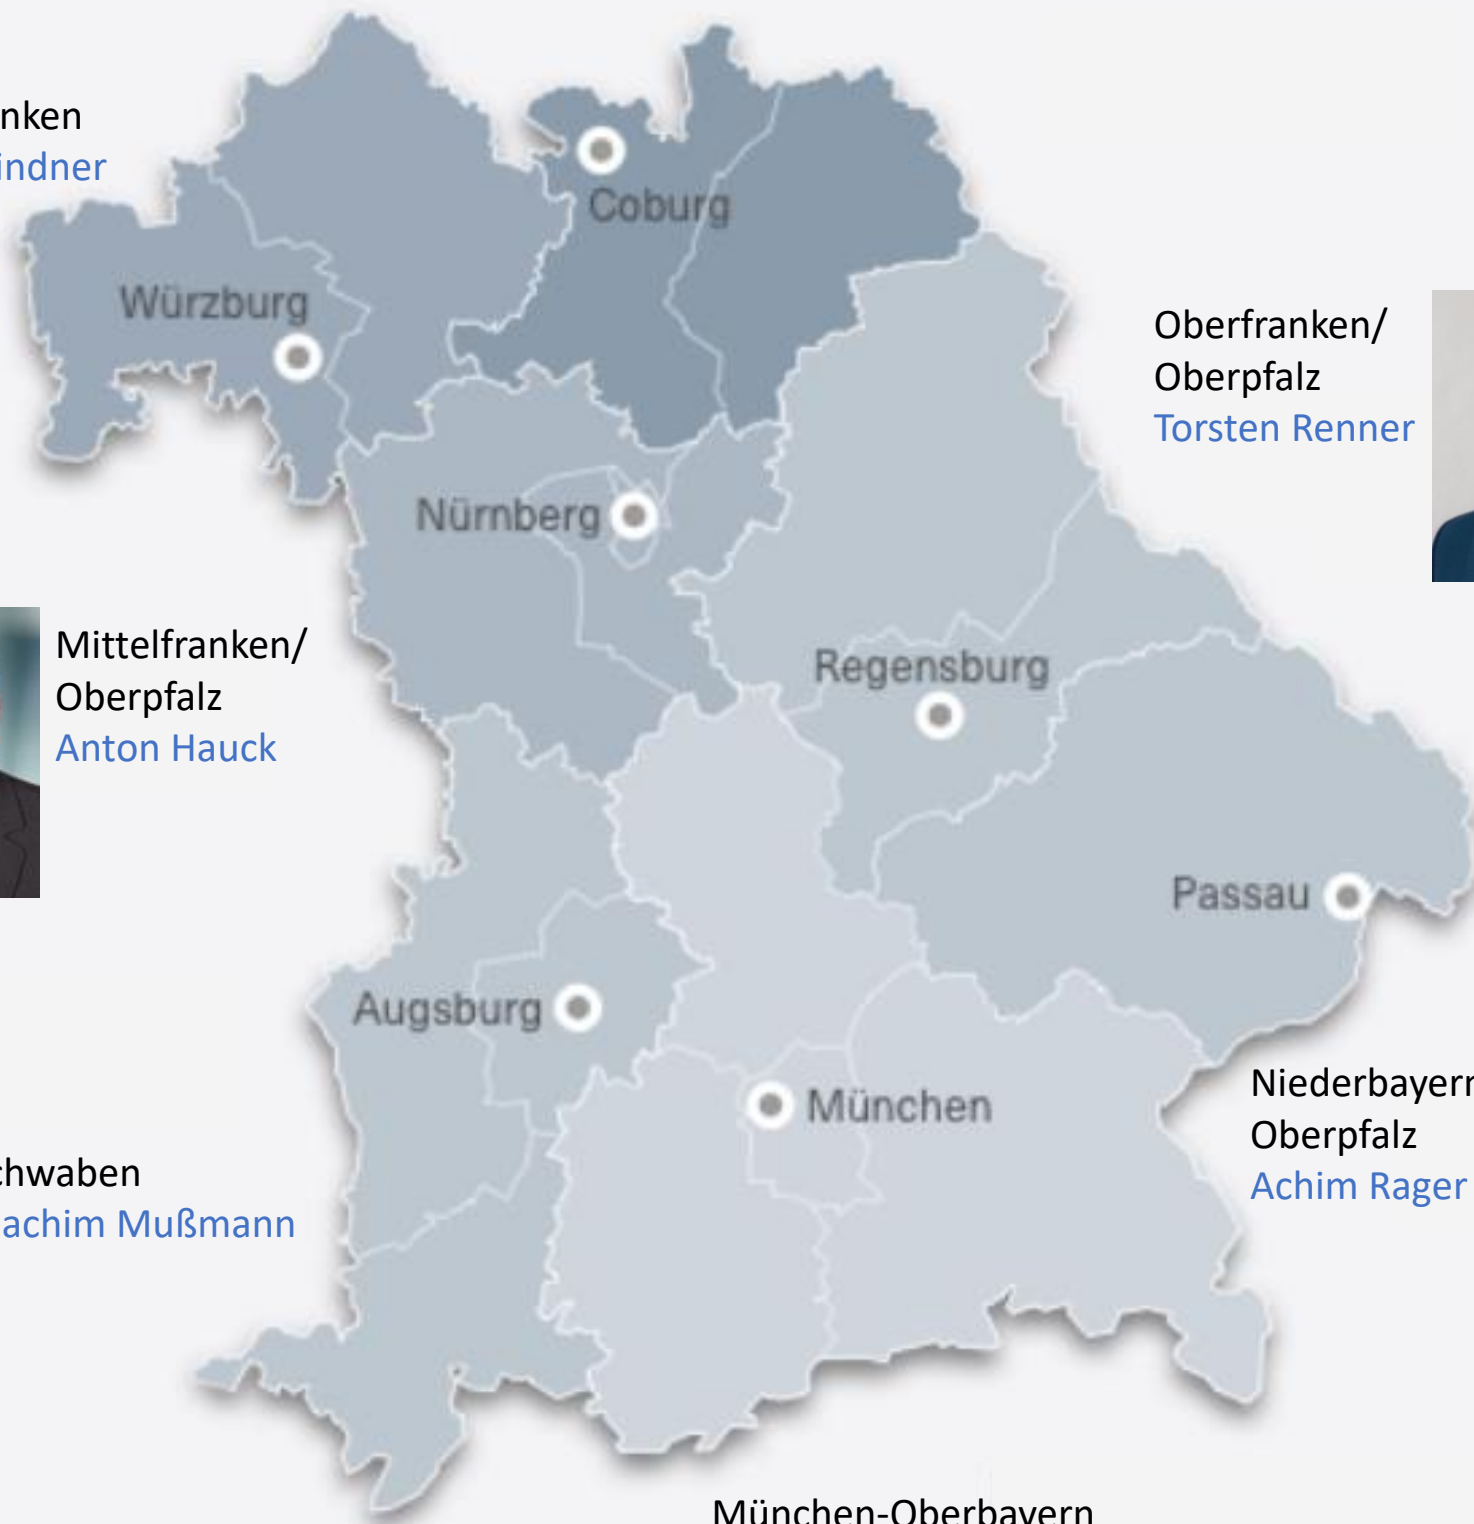 nken
indner
Coburg
Würzburg
Oberfranken/
Oberpfalz
Torsten Renner
Nürnberg
Mittelfranken/
Oberpfalz
Anton Hauck
Regensburg
Passau
Augsburg
München
Niederbayern
Oberpfalz
Achim Rager
chwaben
achim Mußmann
München-Oberbayern